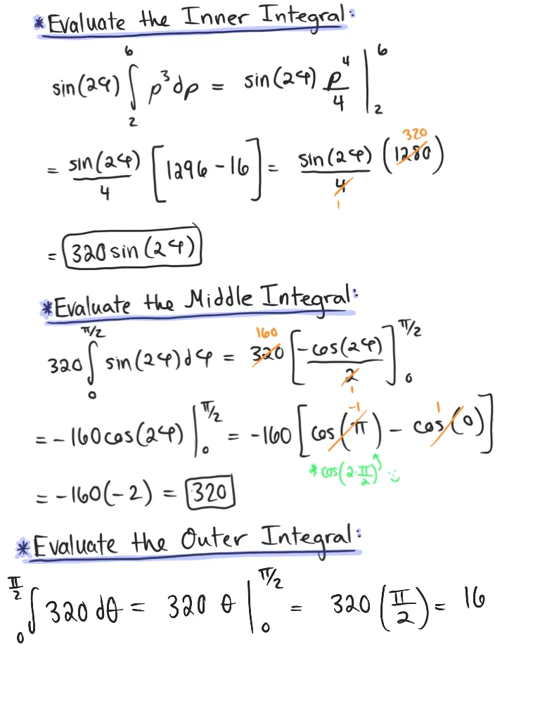 *Evaluate the Inner Integral:
sin(2φ) ∫₂⁶ ρ³dρ = sin(2φ) ρ⁴/4 |₂⁶
= sin(2φ)/4 [1296 - 16] = sin(2φ)/4 (1280) 320 1
= 320 sin(2φ)
*Evaluate the Middle Integral:
320 ∫₀^π/2 sin(2φ)dφ = 320 160 [-cos(2φ)/2 1]₀^π/2
= -160cos(2φ) |₀^π/2 = -160 [cos(π) -1 - cos(0) 1]
*cos(2·π/2) :)
= -160(-2) = 320
*Evaluate the Outer Integral:
∫₀^π/2 320 dθ = 320 θ |₀^π/2 = 320 (π/2) = 16